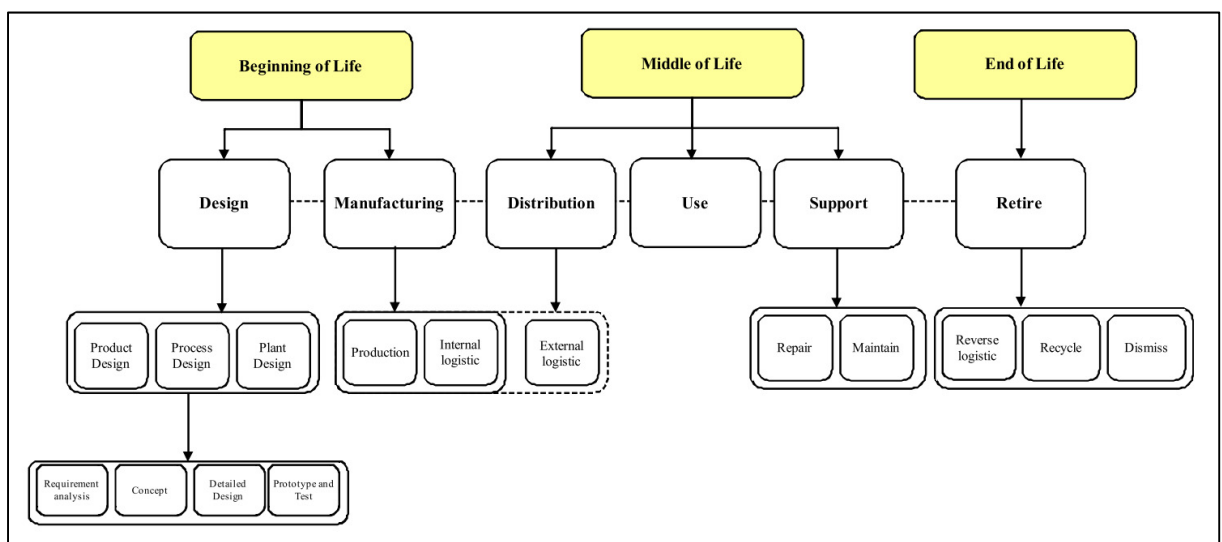 Beginning of Life
Middle of Life
End of Life
Design
Manufacturing
Distribution
Use
Support
Retire
Product
Design
Process
Design
Plant
Design
Production
Internal
logistic
External
logistic
Repair
Maintain
Reverse
logistic
Recycle
Dismiss
Requirement
analysis
Concept
Detailed
Design
Prototype and
Test